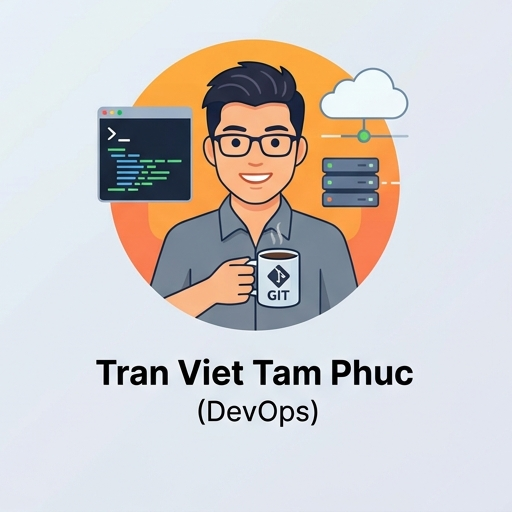 >_
GIT
Tran Viet Tam Phuc
(DevOps)